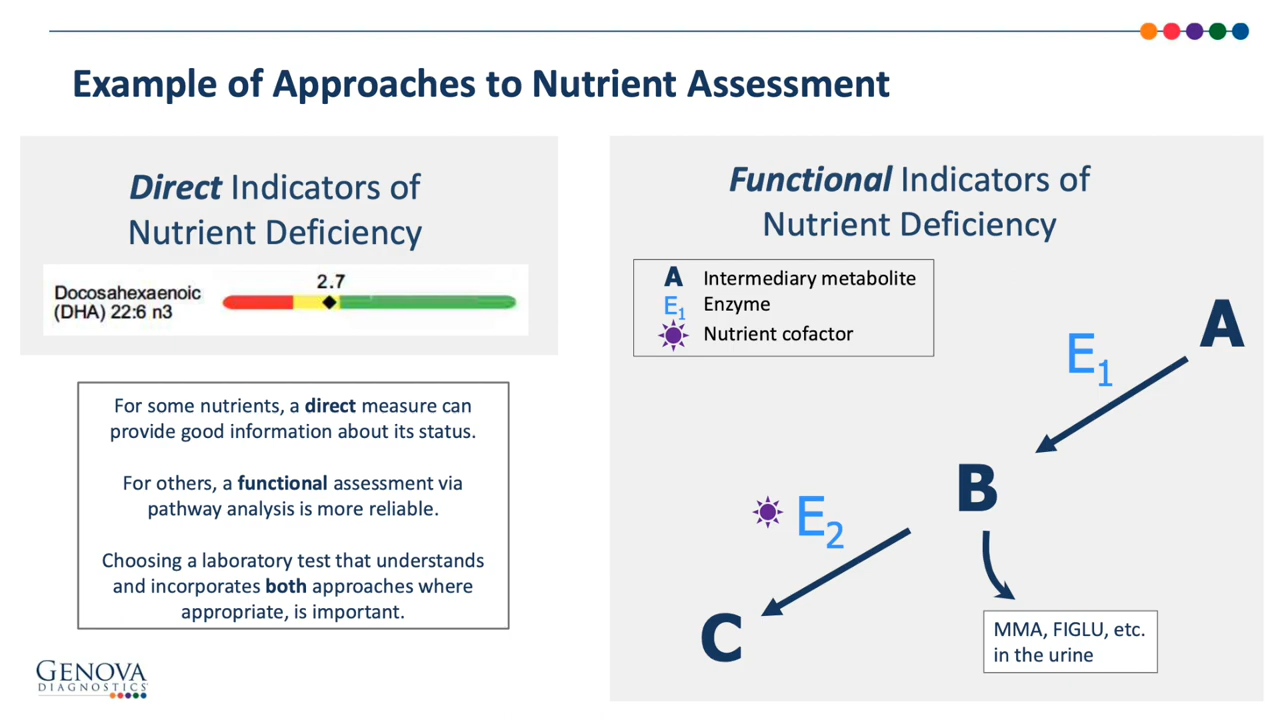 Example of Approaches to Nutrient Assessment
Direct Indicators of
Nutrient Deficiency
Docosahexaenoic
(DHA) 22:6 n3
2.7
For some nutrients, a direct measure can
provide good information about its status.
For others, a functional assessment via
pathway analysis is more reliable.
Choosing a laboratory test that understands
and incorporates both approaches where
appropriate, is important.
GENOVA
DIAGNOSTICS
Functional Indicators of
Nutrient Deficiency
A Intermediary metabolite
E1 Enzyme
Nutrient cofactor
A
E1
B
E2
C
MMA, FIGLU, etc.
in the urine